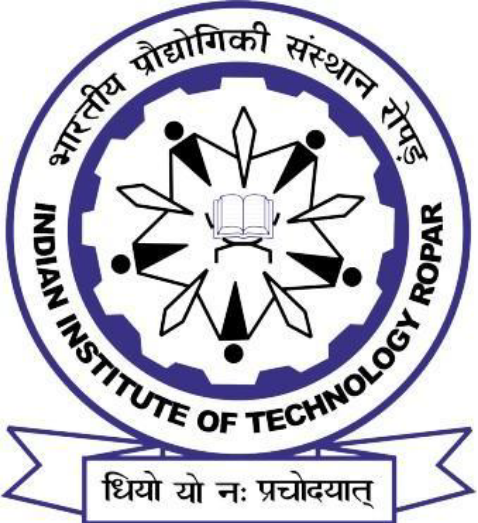 भारतीय प्रौद्योगिकी संस्थान रोपड़
INDIAN INSTITUTE OF TECHNOLOGY ROPAR
धियो यो नः प्रचोदयात्